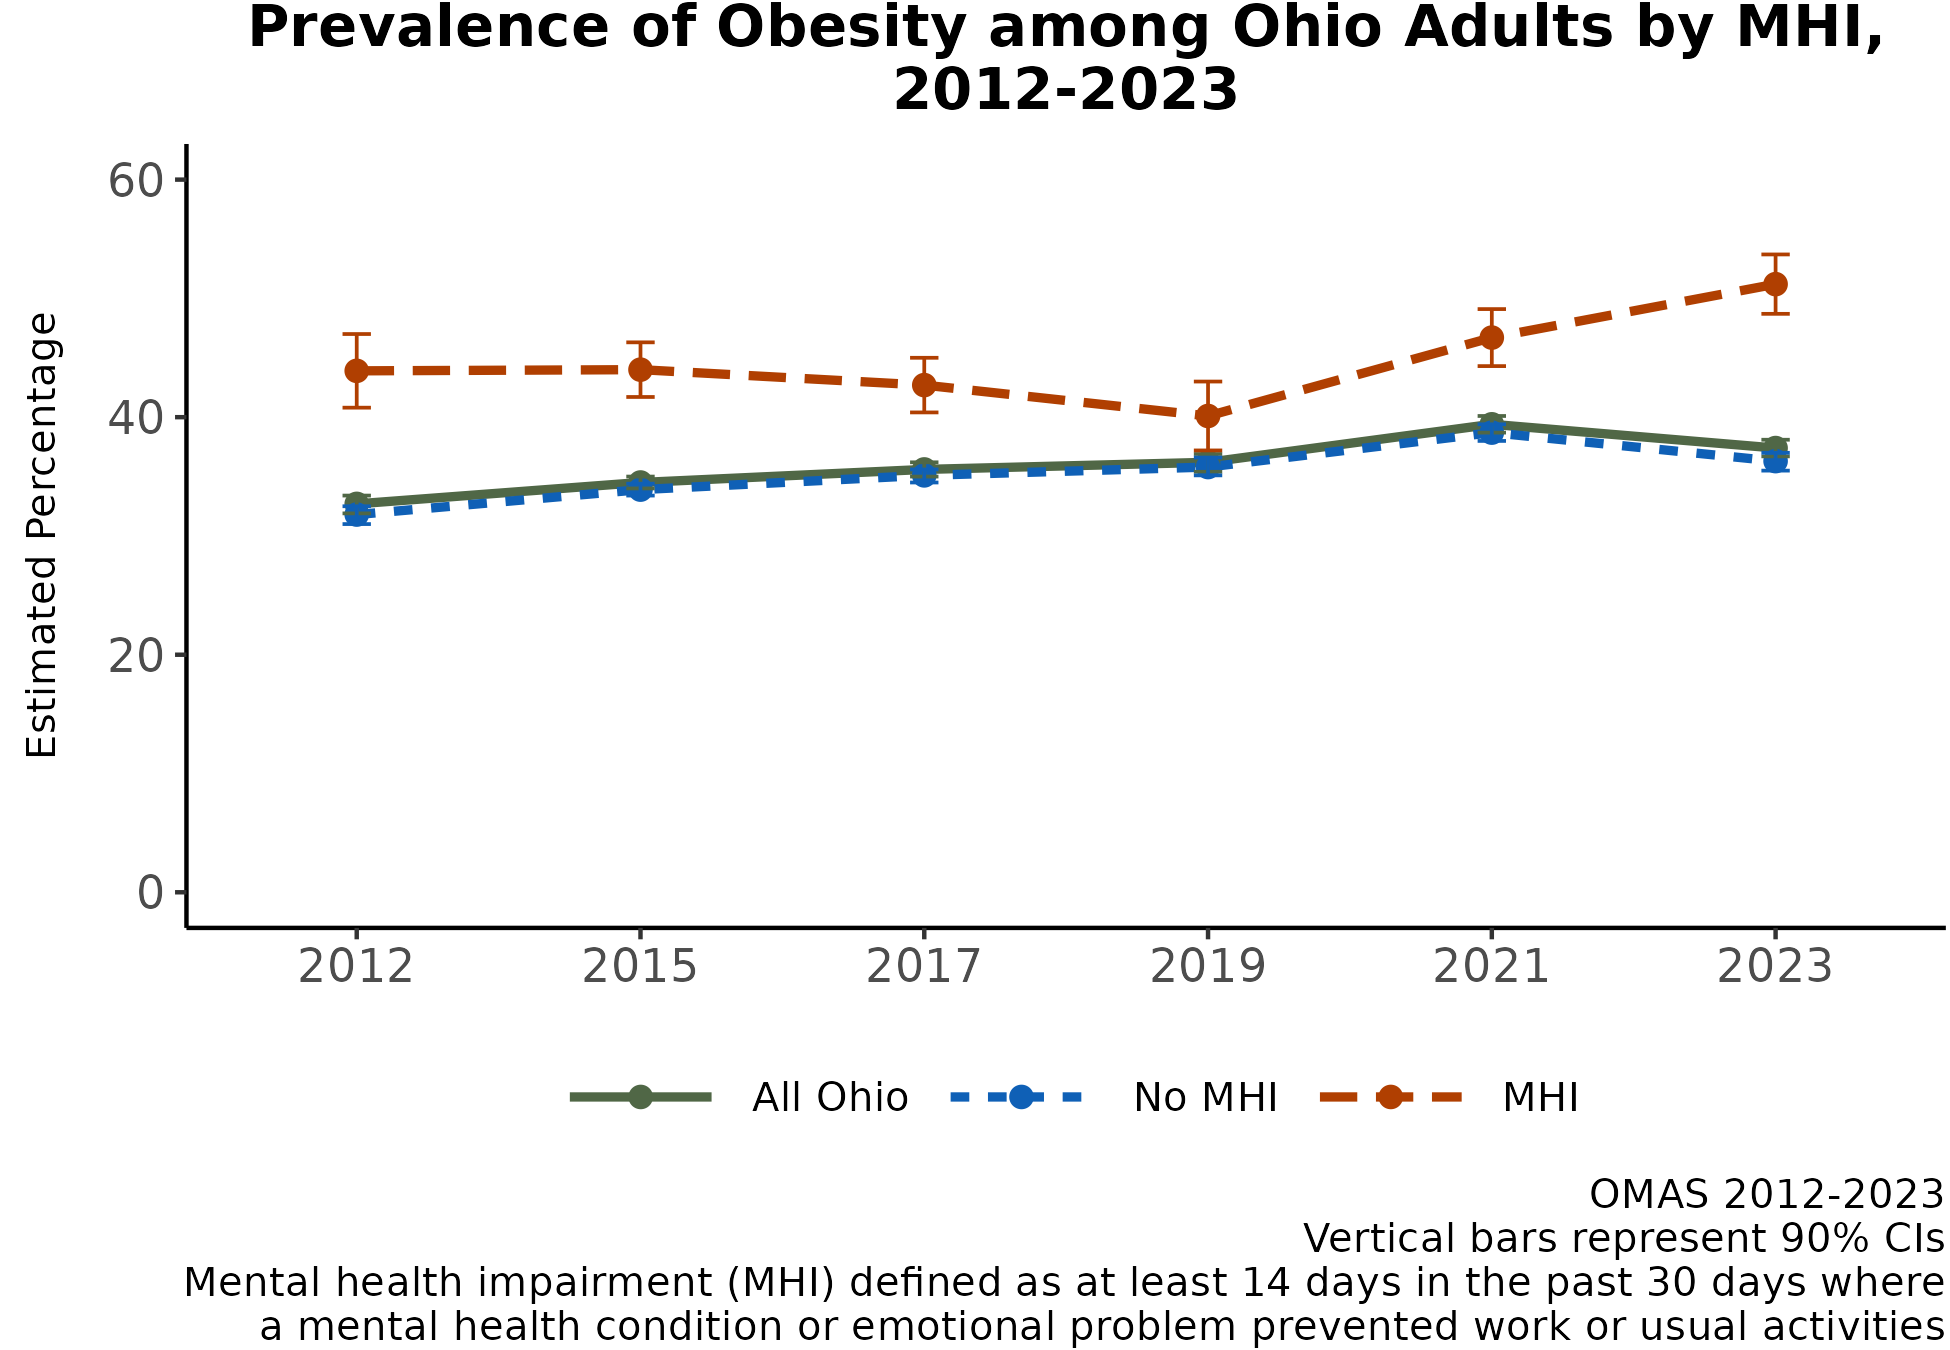 Prevalence of Obesity among Ohio Adults by MHI,
2012-2023
Estimated Percentage
60
40
20
0
2012 2015 2017 2019 2021 2023
All Ohio No MHI MHI
OMAS 2012-2023
Vertical bars represent 90% CIs
Mental health impairment (MHI) defined as at least 14 days in the past 30 days where
a mental health condition or emotional problem prevented work or usual activities